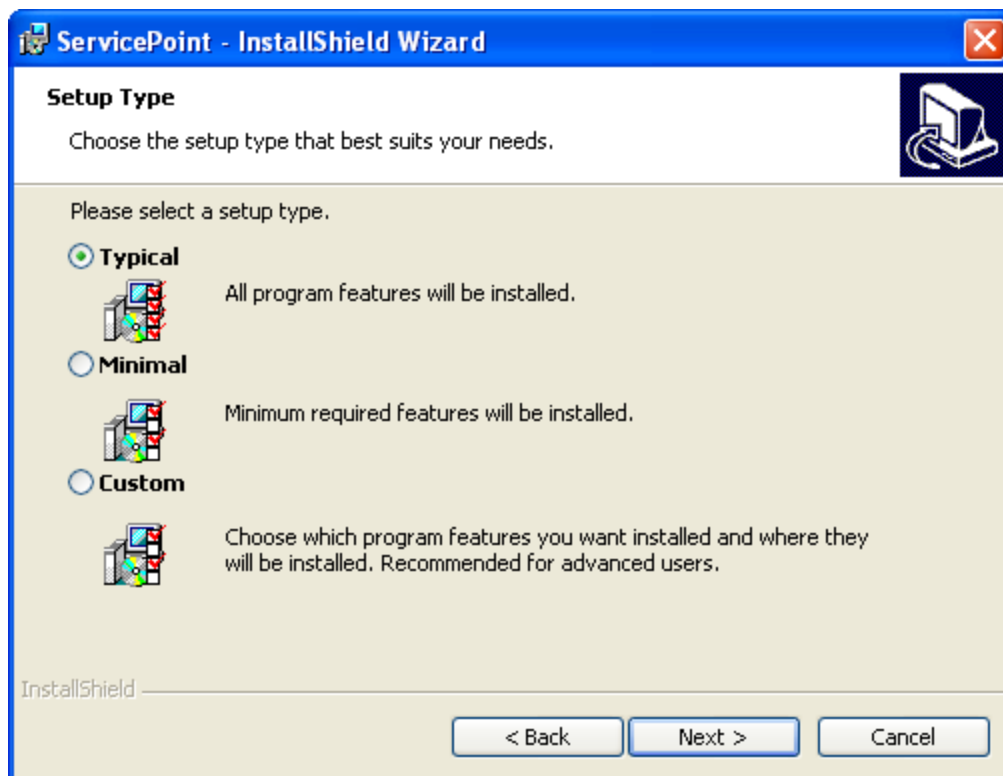 ServicePoint - InstallShield Wizard
Setup Type
Choose the setup type that best suits your needs.
Please select a setup type.
Typical
All program features will be installed.
Minimal
Minimum required features will be installed.
Custom
Choose which program features you want installed and where they
will be installed. Recommended for advanced users.
InstallShield
< Back
Next >
Cancel